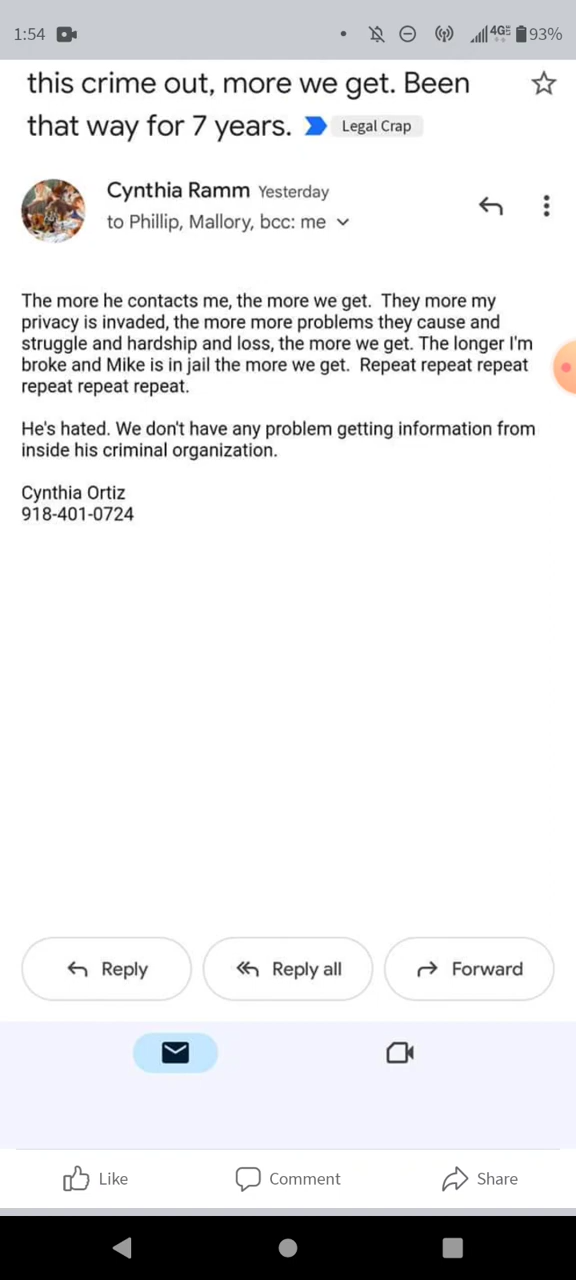 1:54
4GE 93%
this crime out, more we get. Been
that way for 7 years. Legal Crap
Cynthia Ramm Yesterday
to Phillip, Mallory, bcc: me
The more he contacts me, the more we get. They more my
privacy is invaded, the more more problems they cause and
struggle and hardship and loss, the more we get. The longer I'm
broke and Mike is in jail the more we get. Repeat repeat repeat
repeat repeat repeat.
He's hated. We don't have any problem getting information from
inside his criminal organization.
Cynthia Ortiz
918-401-0724
Reply Reply all Forward
Like Comment Share